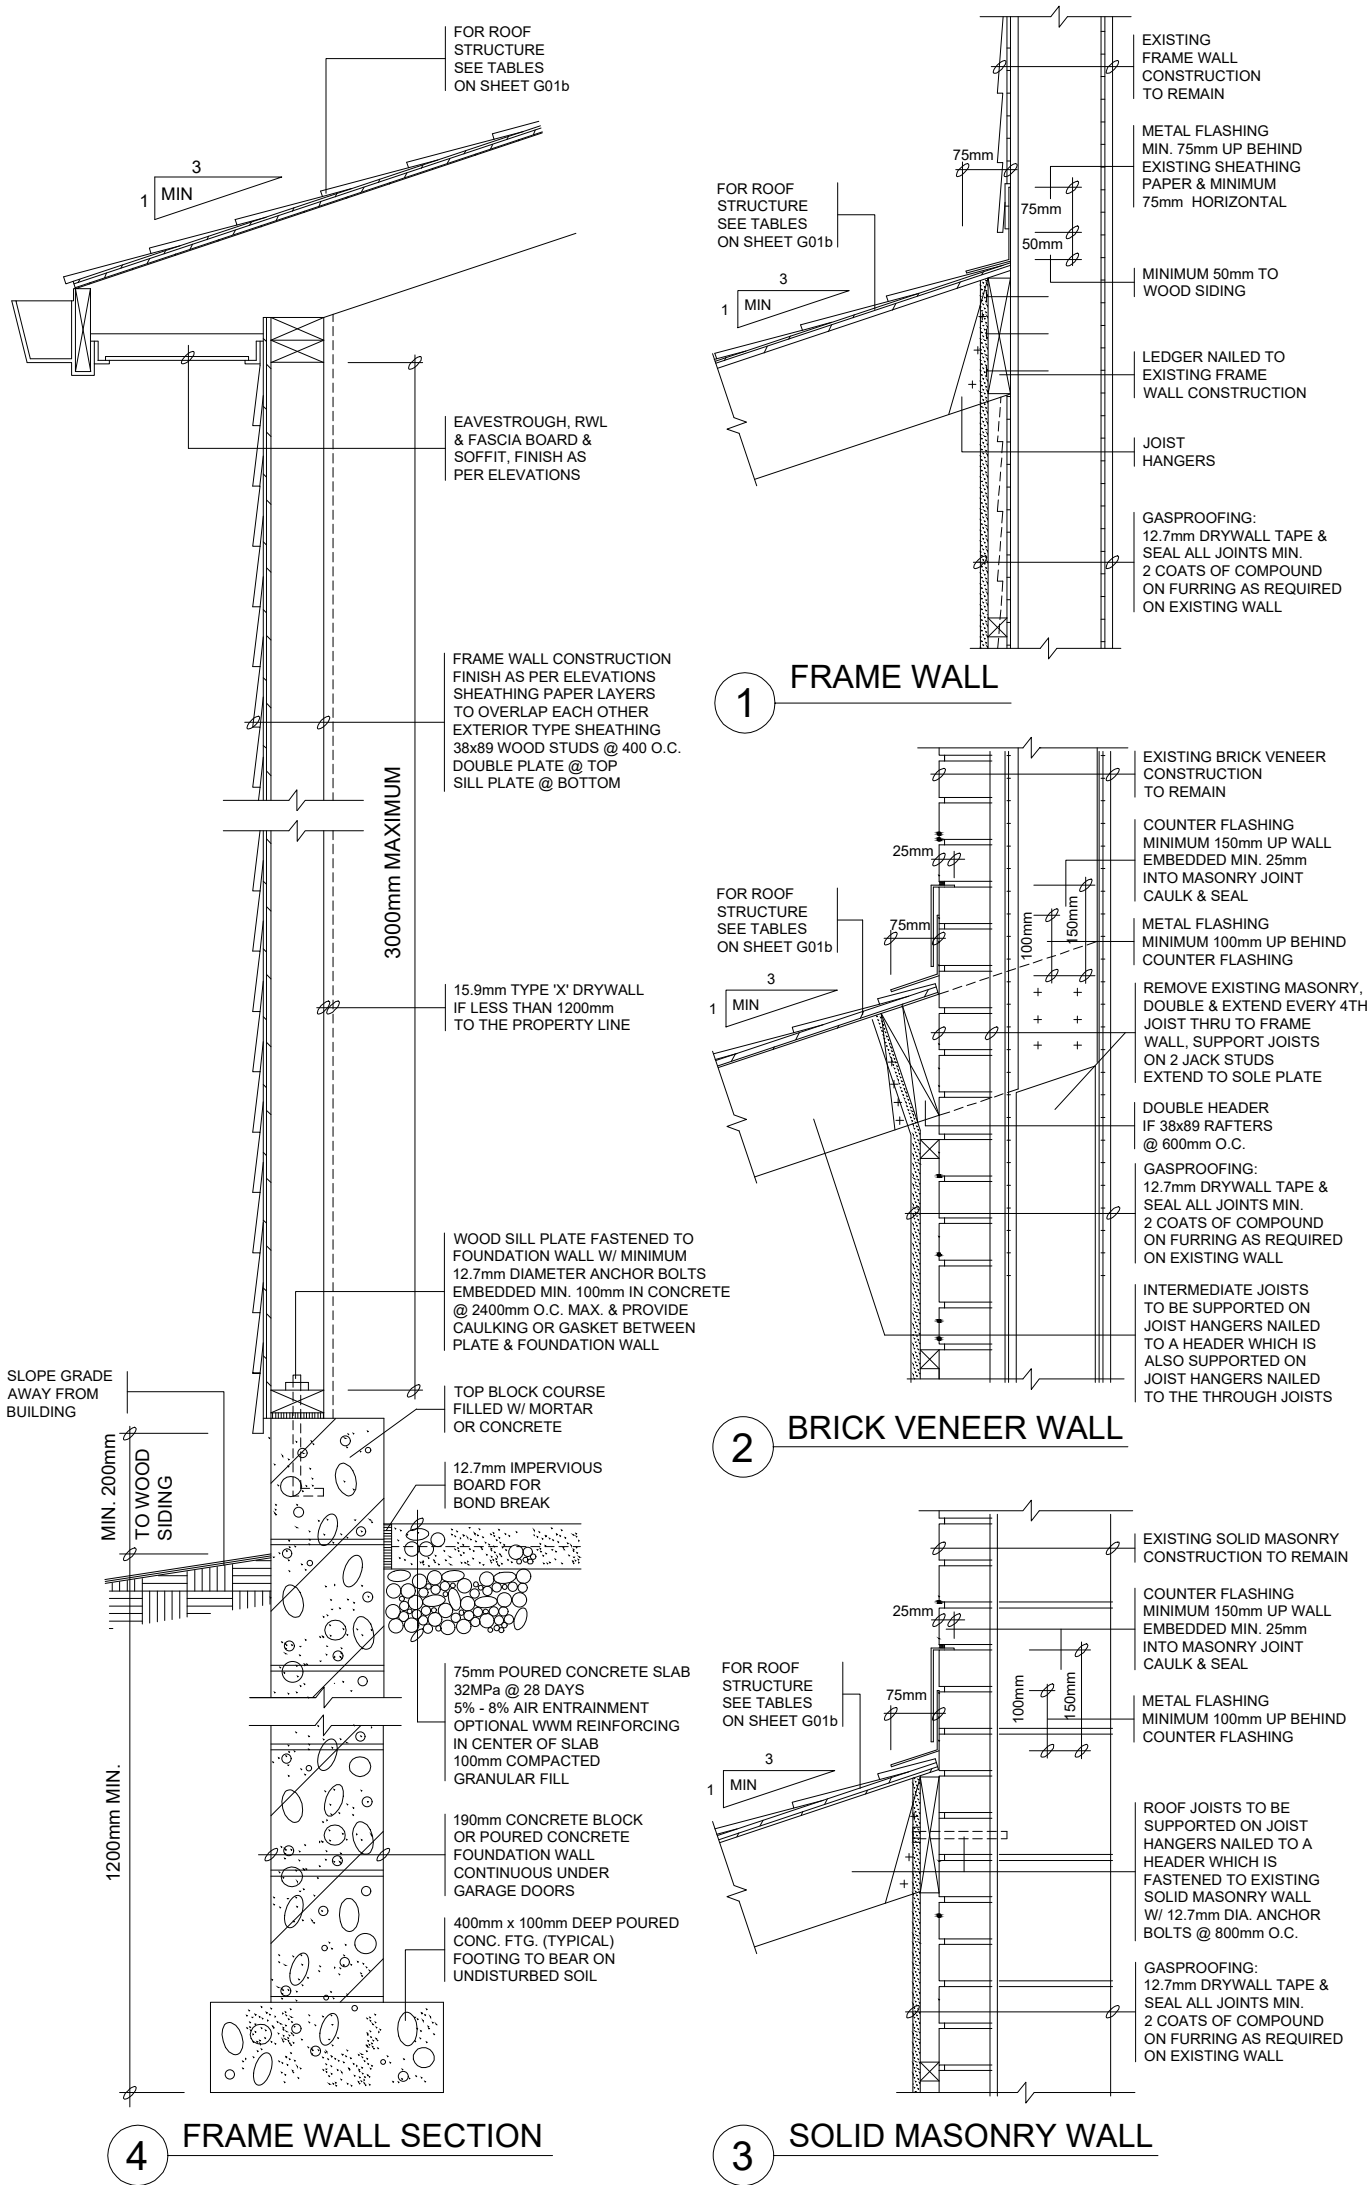 FOR ROOF
STRUCTURE
SEE TABLES
ON SHEET G01b
3
1
MIN
EAVESTROUGH, RWL
& FASCIA BOARD &
SOFFIT, FINISH AS
PER ELEVATIONS
FRAME WALL CONSTRUCTION
FINISH AS PER ELEVATIONS
SHEATHING PAPER LAYERS
TO OVERLAP EACH OTHER
EXTERIOR TYPE SHEATHING
38x89 WOOD STUDS @ 400 O.C.
DOUBLE PLATE @ TOP
SILL PLATE @ BOTTOM
3000mm MAXIMUM
15.9mm TYPE 'X' DRYWALL
IF LESS THAN 1200mm
TO THE PROPERTY LINE
WOOD SILL PLATE FASTENED TO
FOUNDATION WALL W/ MINIMUM
12.7mm DIAMETER ANCHOR BOLTS
EMBEDDED MIN. 100mm IN CONCRETE
@ 2400mm O.C. MAX. & PROVIDE
CAULKING OR GASKET BETWEEN
PLATE & FOUNDATION WALL
SLOPE GRADE
AWAY FROM
BUILDING
TOP BLOCK COURSE
FILLED W/ MORTAR
OR CONCRETE
MIN. 200mm
TO WOOD
SIDING
12.7mm IMPERVIOUS
BOARD FOR
BOND BREAK
75mm POURED CONCRETE SLAB
32MPa @ 28 DAYS
5% - 8% AIR ENTRAINMENT
OPTIONAL WWM REINFORCING
IN CENTER OF SLAB
100mm COMPACTED
GRANULAR FILL
1200mm MIN.
190mm CONCRETE BLOCK
OR POURED CONCRETE
FOUNDATION WALL
CONTINUOUS UNDER
GARAGE DOORS
400mm x 100mm DEEP POURED
CONC. FTG. (TYPICAL)
FOOTING TO BEAR ON
UNDISTURBED SOIL
4
FRAME WALL SECTION
EXISTING
FRAME WALL
CONSTRUCTION
TO REMAIN
METAL FLASHING
MIN. 75mm UP BEHIND
EXISTING SHEATHING
PAPER & MINIMUM
75mm HORIZONTAL
75mm
75mm
50mm
FOR ROOF
STRUCTURE
SEE TABLES
ON SHEET G01b
3
1
MIN
MINIMUM 50mm TO
WOOD SIDING
LEDGER NAILED TO
EXISTING FRAME
WALL CONSTRUCTION
JOIST
HANGERS
GASPROOFING:
12.7mm DRYWALL TAPE &
SEAL ALL JOINTS MIN.
2 COATS OF COMPOUND
ON FURRING AS REQUIRED
ON EXISTING WALL
1
FRAME WALL
EXISTING BRICK VENEER
CONSTRUCTION
TO REMAIN
COUNTER FLASHING
MINIMUM 150mm UP WALL
EMBEDDED MIN. 25mm
INTO MASONRY JOINT
CAULK & SEAL
25mm
75mm
100mm
150mm
FOR ROOF
STRUCTURE
SEE TABLES
ON SHEET G01b
3
1
MIN
METAL FLASHING
MINIMUM 100mm UP BEHIND
COUNTER FLASHING
REMOVE EXISTING MASONRY,
DOUBLE & EXTEND EVERY 4TH
JOIST THRU TO FRAME
WALL, SUPPORT JOISTS
ON 2 JACK STUDS
EXTEND TO SOLE PLATE
DOUBLE HEADER
IF 38x89 RAFTERS
@ 600mm O.C.
GASPROOFING:
12.7mm DRYWALL TAPE &
SEAL ALL JOINTS MIN.
2 COATS OF COMPOUND
ON FURRING AS REQUIRED
ON EXISTING WALL
INTERMEDIATE JOISTS
TO BE SUPPORTED ON
JOIST HANGERS NAILED
TO A HEADER WHICH IS
ALSO SUPPORTED ON
JOIST HANGERS NAILED
TO THE THROUGH JOISTS
2
BRICK VENEER WALL
EXISTING SOLID MASONRY
CONSTRUCTION TO REMAIN
COUNTER FLASHING
MINIMUM 150mm UP WALL
EMBEDDED MIN. 25mm
INTO MASONRY JOINT
CAULK & SEAL
25mm
75mm
100mm
150mm
FOR ROOF
STRUCTURE
SEE TABLES
ON SHEET G01b
3
1
MIN
METAL FLASHING
MINIMUM 100mm UP BEHIND
COUNTER FLASHING
ROOF JOISTS TO BE
SUPPORTED ON JOIST
HANGERS NAILED TO A
HEADER WHICH IS
FASTENED TO EXISTING
SOLID MASONRY WALL
W/ 12.7mm DIA. ANCHOR
BOLTS @ 800mm O.C.
GASPROOFING:
12.7mm DRYWALL TAPE &
SEAL ALL JOINTS MIN.
2 COATS OF COMPOUND
ON FURRING AS REQUIRED
ON EXISTING WALL
3
SOLID MASONRY WALL